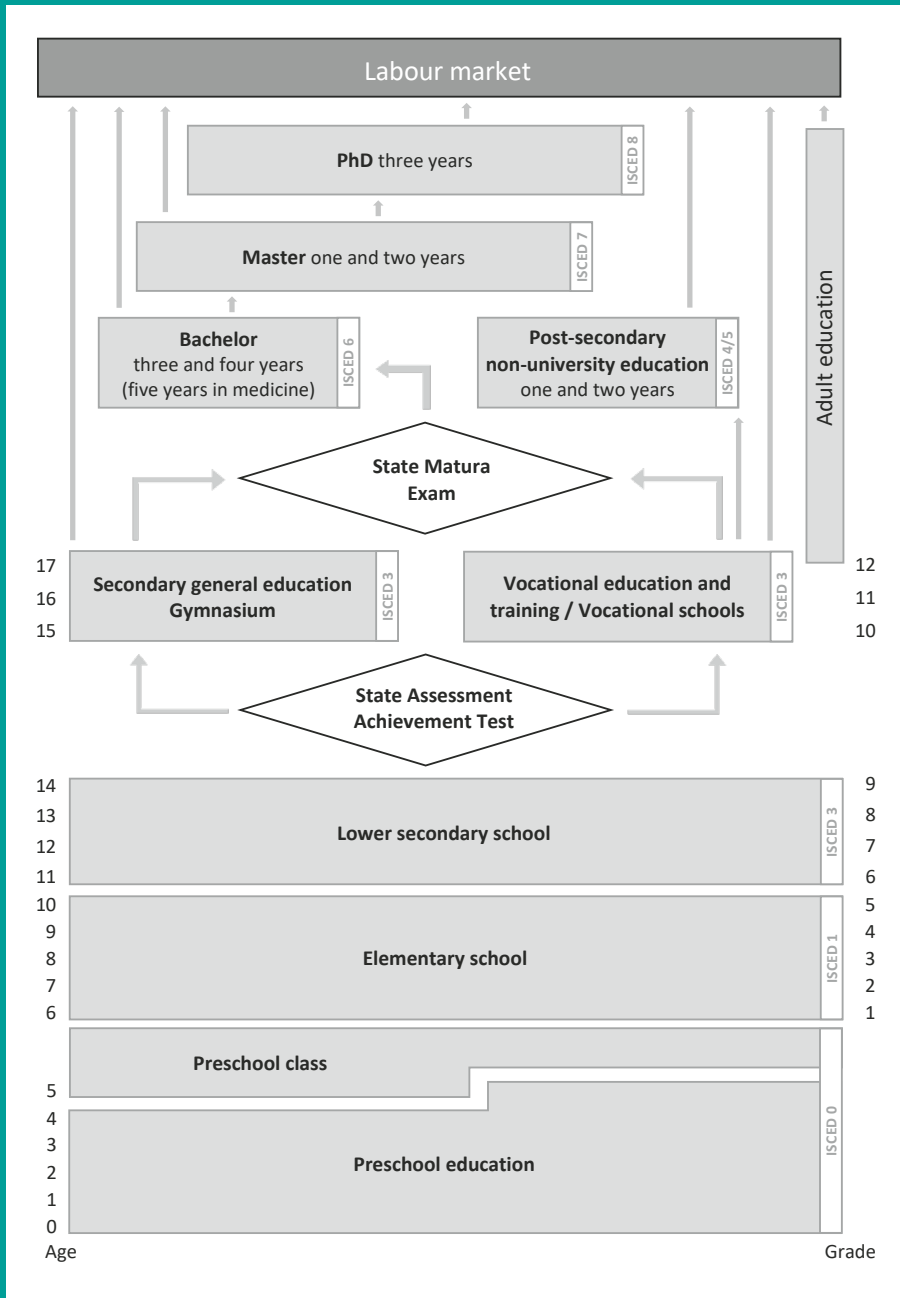 Labour market
PhD three years
ISCED 8
Master one and two years
ISCED 7
Bachelor
three and four years
(five years in medicine)
ISCED 6
Post-secondary
non-university education
one and two years
ISCED 4/5
Adult education
State Matura
Exam
17
16
15
Secondary general education
Gymnasium
ISCED 3
Vocational education and
training / Vocational schools
ISCED 3
12
11
10
State Assessment
Achievement Test
14
13
12
11
Lower secondary school
ISCED 3
9
8
7
6
10
9
8
7
6
Elementary school
ISCED 1
5
4
3
2
1
Preschool class
5
4
3
2
1
0
Preschool education
ISCED 0
Age
Grade